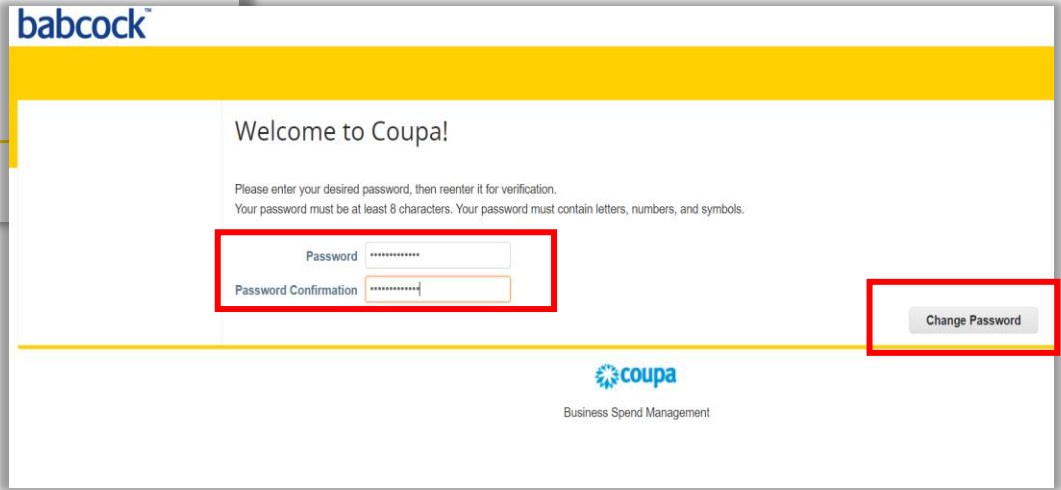 babcock™
Welcome to Coupa!
Please enter your desired password, then reenter it for verification.
Your password must be at least 8 characters. Your password must contain letters, numbers, and symbols.
Password •••••••••••••
Password Confirmation •••••••••••••
Change Password
coupa
Business Spend Management